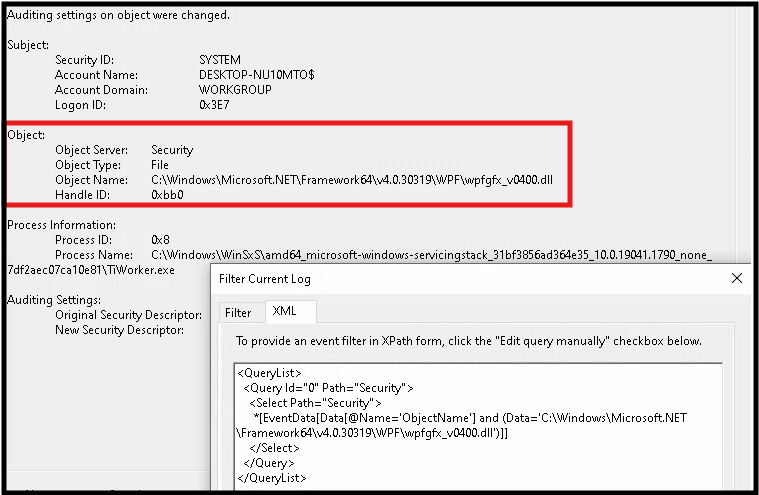 Auditing settings on object were changed.
Subject:
Security ID: SYSTEM
Account Name: DESKTOP-NU10MTO$
Account Domain: WORKGROUP
Logon ID: 0x3E7
Object:
Object Server: Security
Object Type: File
Object Name: C:\Windows\Microsoft.NET\Framework64\v4.0.30319\WPF\wpfgfx_v0400.dll
Handle ID: 0xbb0
Process Information:
Process ID: 0x8
Process Name: C:\Windows\WinSxS\amd64_microsoft-windows-servicingstack_31bf3856ad364e35_10.0.19041.1790_none_
7df2aec07ca10e81\TiWorker.exe
Auditing Settings:
Original Security Descriptor:
New Security Descriptor:
Filter Current Log
Filter XML
To provide an event filter in XPath form, click the "Edit query manually" checkbox below.
<QueryList>
<Query Id="0" Path="Security">
<Select Path="Security">
*[EventData[Data[@Name='ObjectName'] and (Data='C:\Windows\Microsoft.NET
\Framework64\v4.0.30319\WPF\wpfgfx_v0400.dll')]]
</Select>
</Query>
</QueryList>